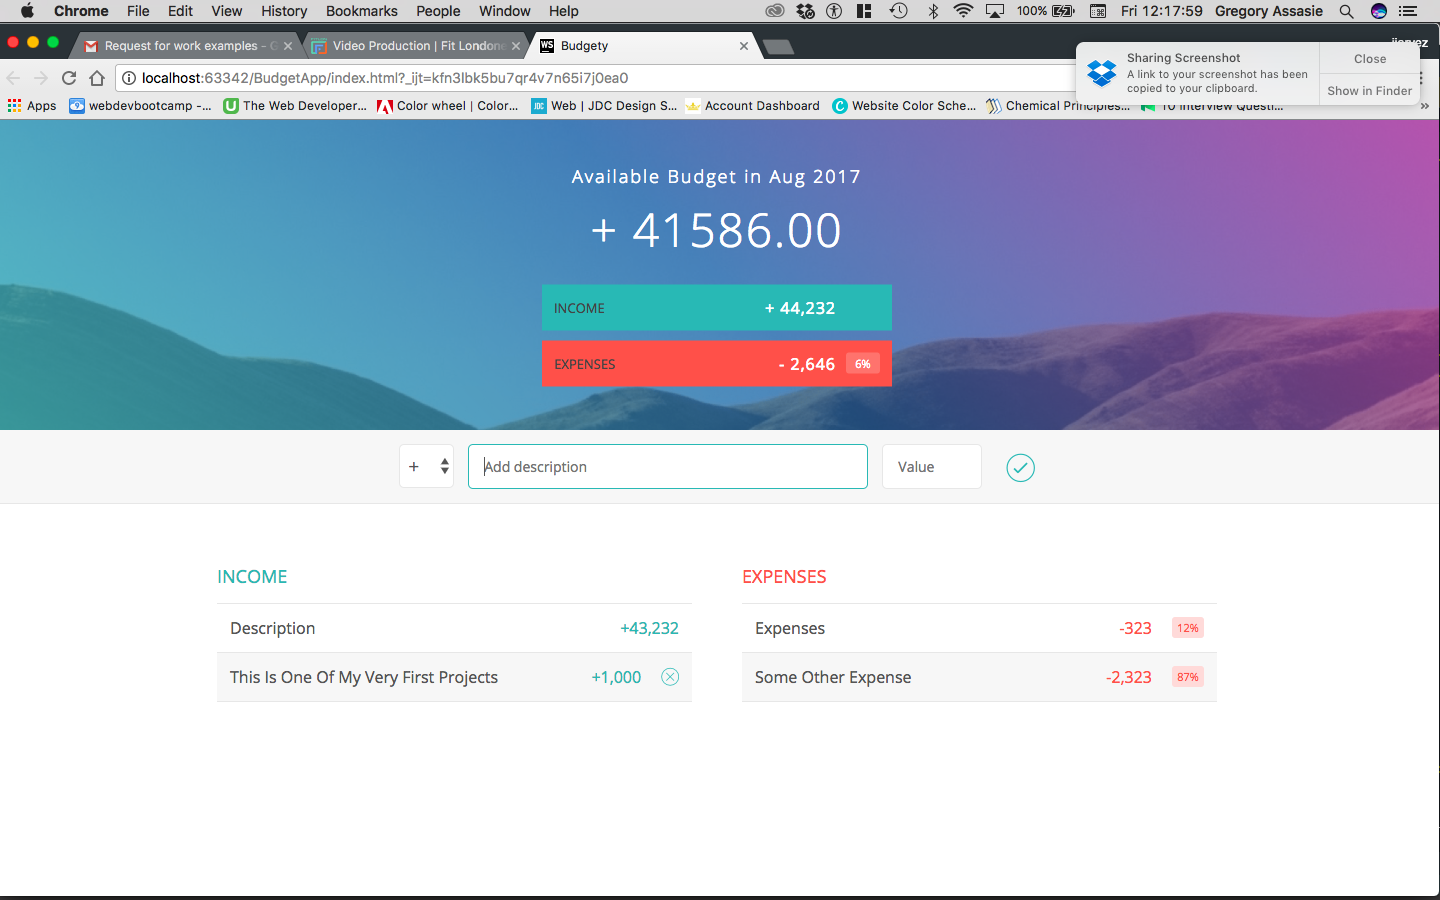 Chrome File Edit View History Bookmarks People Window Help 100% Fri 12:17:59 Gregory Assasie
Request for work examples - G
Video Production | Fit Londone
WS Budgety
localhost:63342/BudgetApp/index.html?_ijt=kfn3lbk5bu7qr4v7n65i7j0ea0
Sharing Screenshot
A link to your screenshot has been
copied to your clipboard.
Close
Show in Finder
Apps webdevbootcamp -... The Web Developer... Color wheel | Color... JDC Web | JDC Design S... Account Dashboard Website Color Sche... Chemical Principles... 10 Interview Questi... »
Available Budget in Aug 2017
+ 41586.00
INCOME + 44,232
EXPENSES - 2,646 6%
+ Add description Value
INCOME
Description +43,232
This Is One Of My Very First Projects +1,000
EXPENSES
Expenses -323 12%
Some Other Expense -2,323 87%